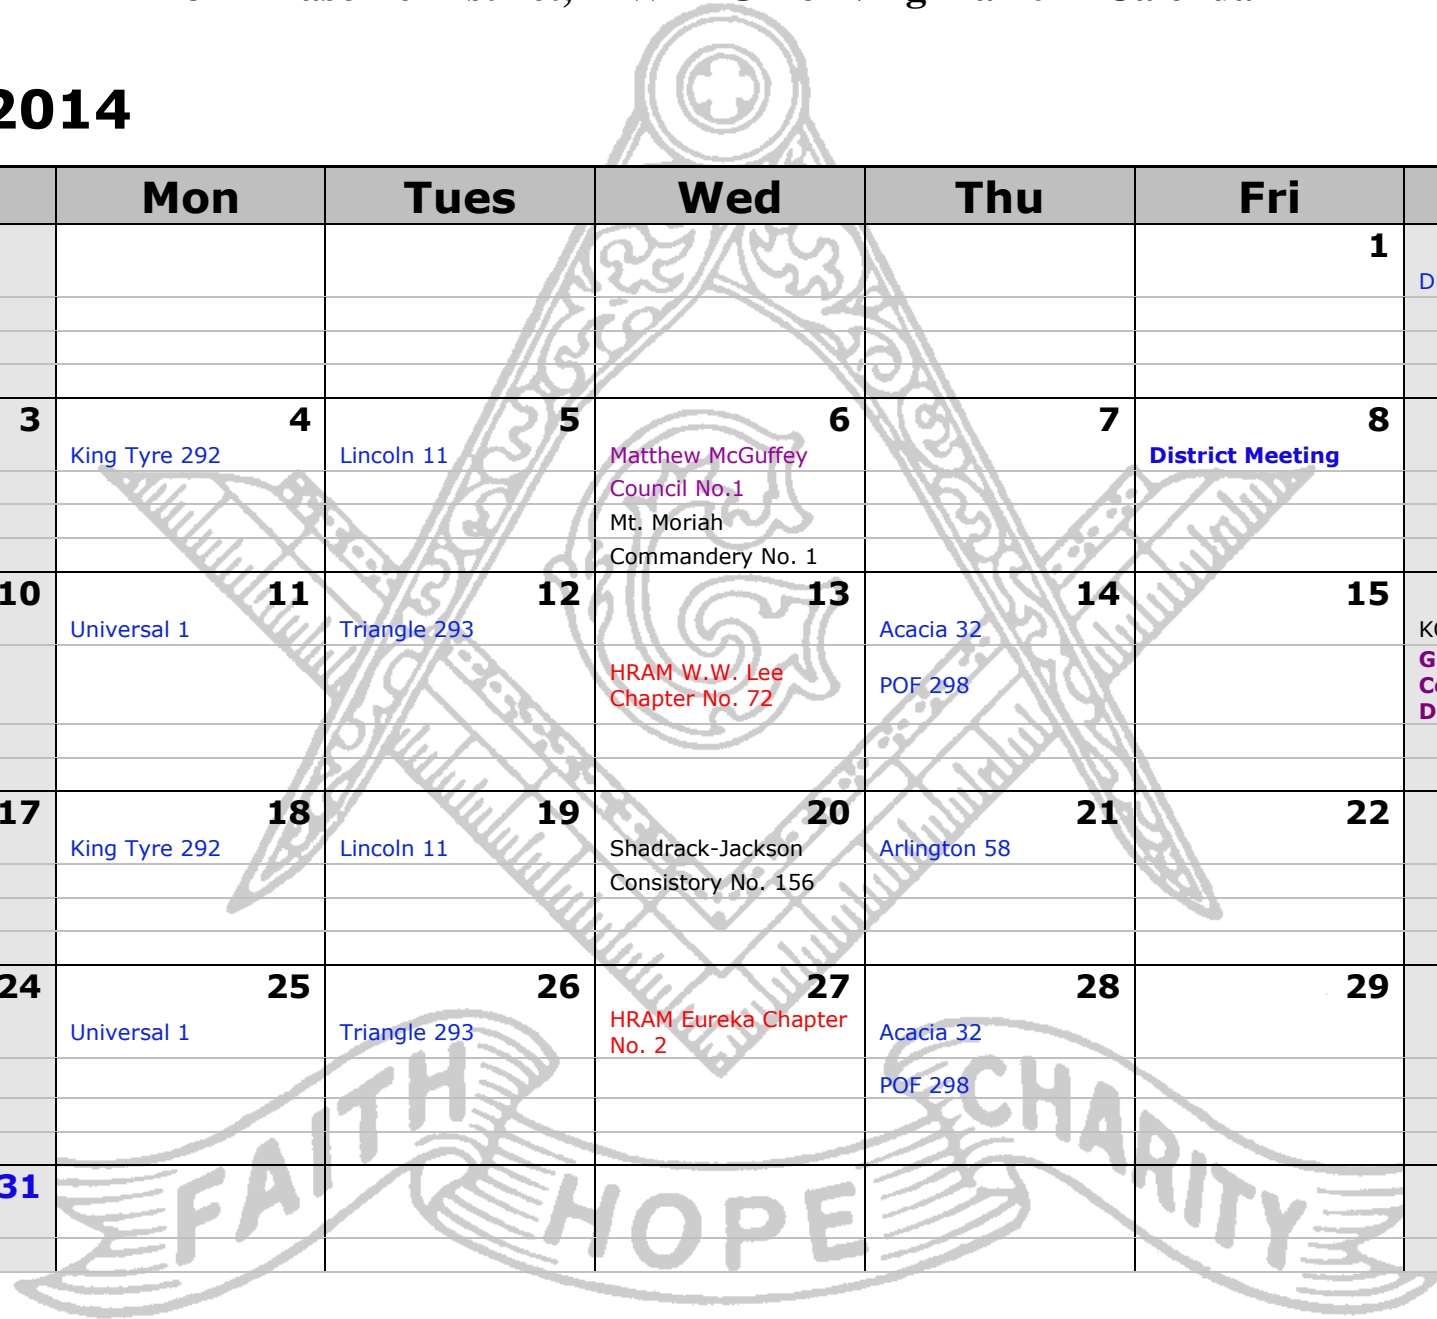 2014
Mon Tues Wed Thu Fri
1
3 4 5 6 7 8
King Tyre 292 Lincoln 11 Matthew McGuffey District Meeting
Council No.1
Mt. Moriah
Commandery No. 1
10 11 12 13 14 15
Universal 1 Triangle 293 Acacia 32
HRAM W.W. Lee
Chapter No. 72
POF 298
17 18 19 20 21 22
King Tyre 292 Lincoln 11 Shadrack-Jackson Arlington 58
Consistory No. 156
24 25 26 27 28 29
Universal 1 Triangle 293 HRAM Eureka Chapter Acacia 32
No. 2
POF 298
31
FAITH HOPE CHARITY
G